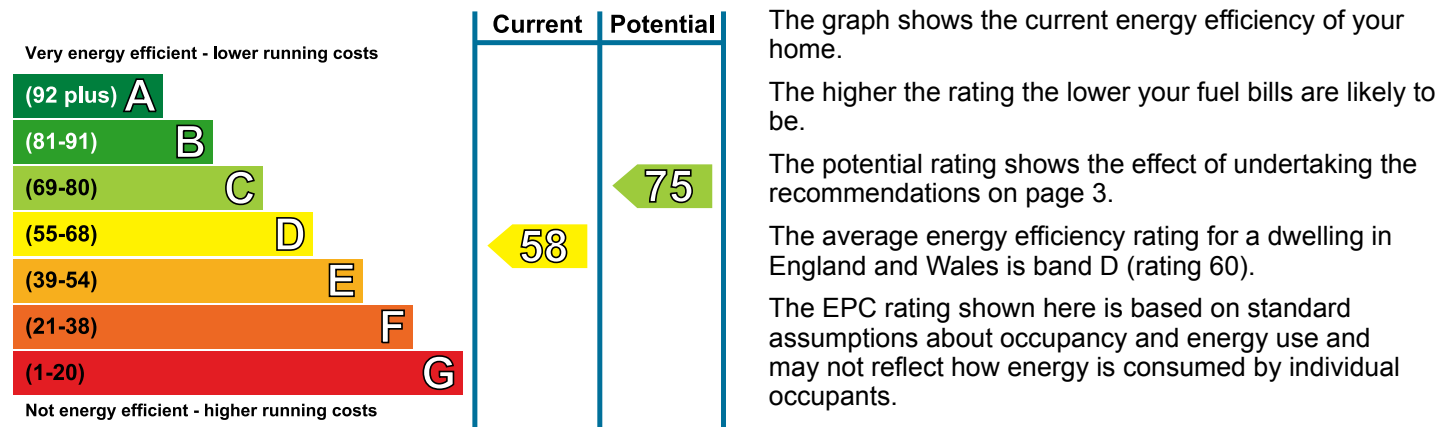 Current Potential
Very energy efficient - lower running costs
(92 plus) A
(81-91) B
(69-80) C
75
(55-68) D
58
(39-54) E
(21-38) F
(1-20) G
Not energy efficient - higher running costs
The graph shows the current energy efficiency of your
home.
The higher the rating the lower your fuel bills are likely to
be.
The potential rating shows the effect of undertaking the
recommendations on page 3.
The average energy efficiency rating for a dwelling in
England and Wales is band D (rating 60).
The EPC rating shown here is based on standard
assumptions about occupancy and energy use and
may not reflect how energy is consumed by individual
occupants.